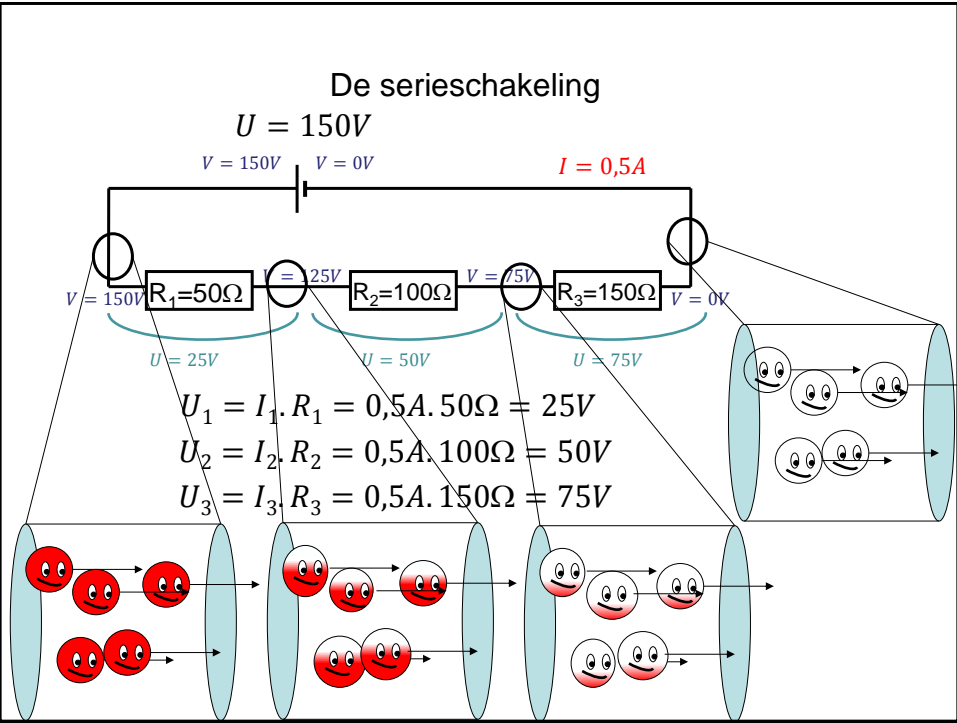 De serieschakeling
U = 150V
V = 150V V = 0V I = 0,5A
V = 125V V = 75V
V = 150V R₁=50Ω R₂=100Ω R₃=150Ω V = 0V
U = 25V U = 50V U = 75V
U₁ = I₁. R₁ = 0,5A. 50Ω = 25V
U₂ = I₂. R₂ = 0,5A. 100Ω = 50V
U₃ = I₃. R₃ = 0,5A. 150Ω = 75V